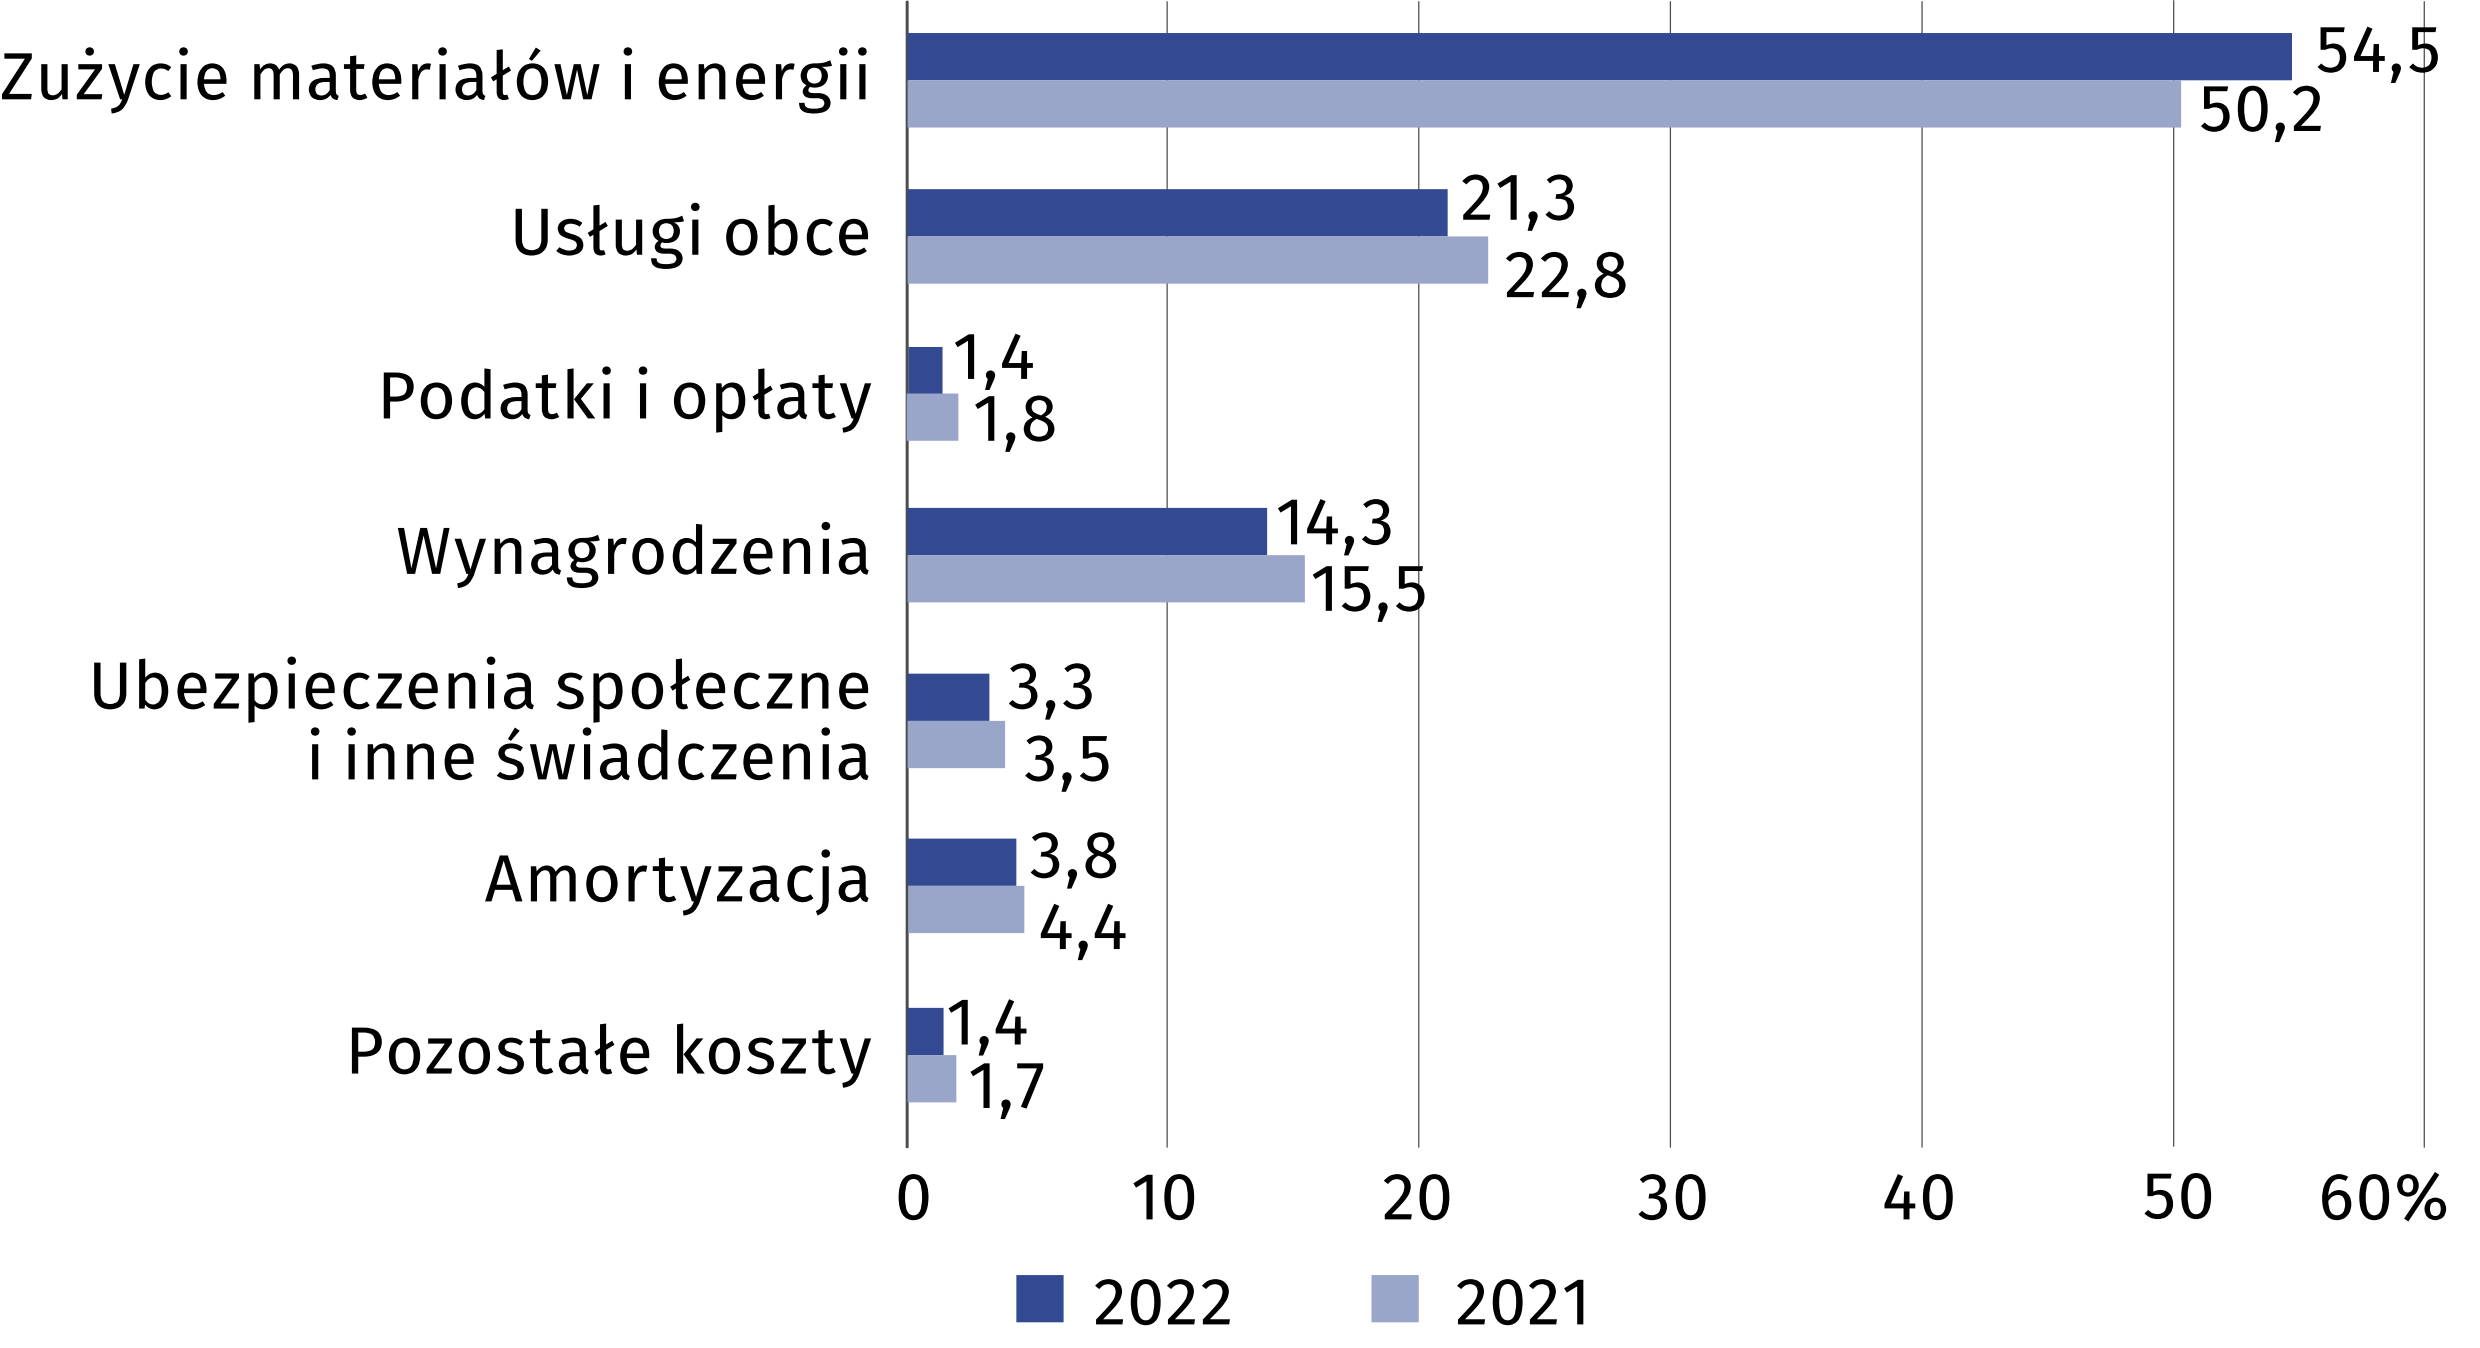 Zużycie materiałów i energii
54,5
50,2
Usługi obce
21,3
22,8
Podatki i opłaty
1,4
1,8
Wynagrodzenia
14,3
15,5
Ubezpieczenia społeczne
i inne świadczenia
3,3
3,5
Amortyzacja
3,8
4,4
Pozostałe koszty
1,4
1,7
0 10 20 30 40 50 60%
2022 2021